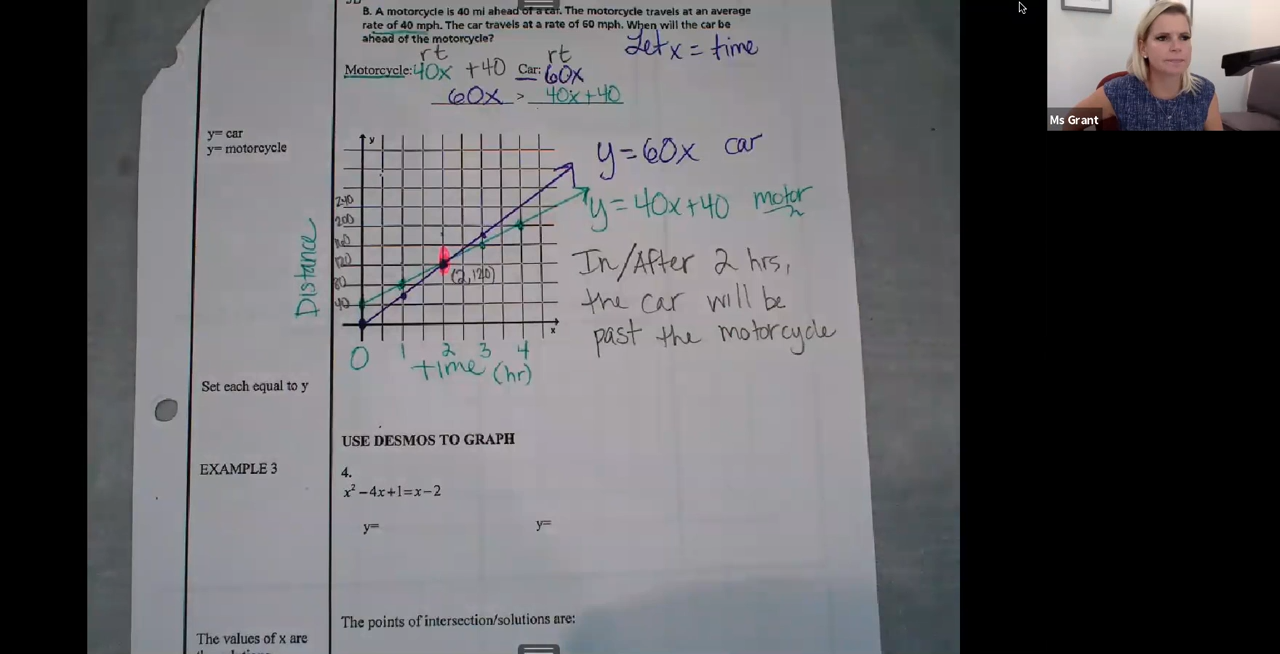 B. A motorcycle is 40 mi ahead of a car. The motorcycle travels at an average
rate of 40 mph. The car travels at a rate of 60 mph. When will the car be
ahead of the motorcycle?
Let x = time
rt rt
Motorcycle: 40x +40 Car: 60x
60x > 40x+40
Ms Grant
y= car
y= motorcycle
y
y=60x car
y=40x+40 motor
240
200
160
120
80
40
Distance
(2,120)
x
0 1 2 3 4
time (hr)
In/After 2 hrs,
the car will be
past the motorcycle
Set each equal to y
USE DESMOS TO GRAPH
EXAMPLE 3
4.
x² −4x+1=x−2
y= y=
The points of intersection/solutions are:
The values of x are